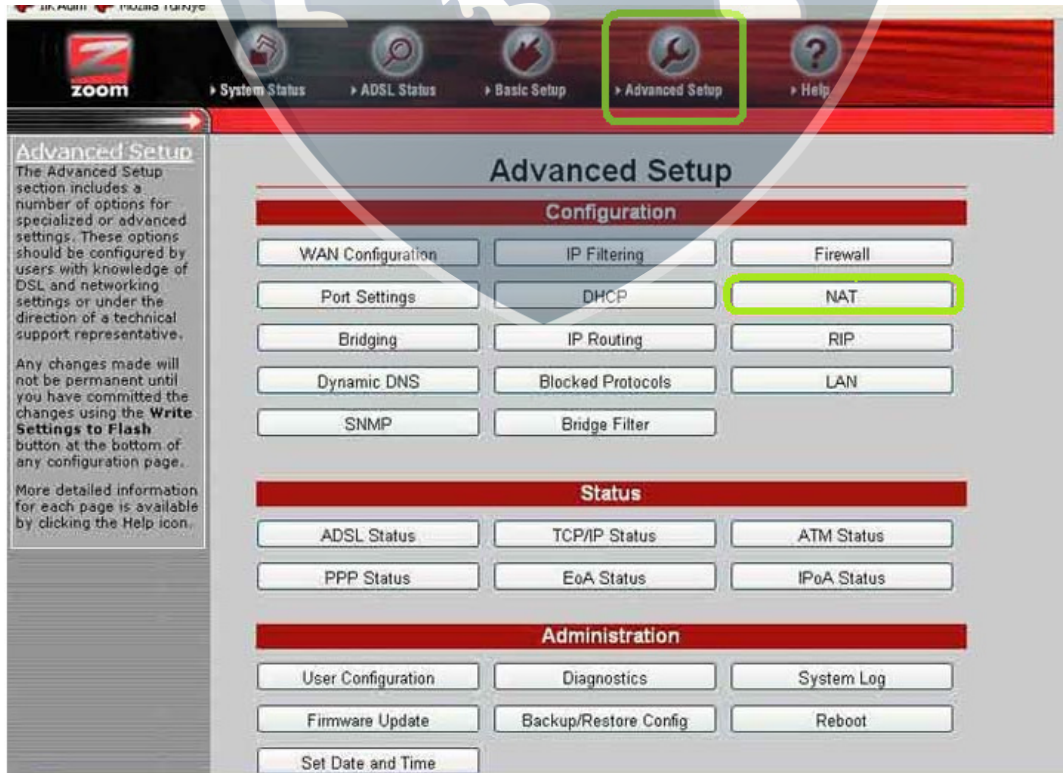 İlk Adım Mozilla Türkiye
zoom
System Status
ADSL Status
Basic Setup
Advanced Setup
Help
Advanced Setup
The Advanced Setup
section includes a
number of options for
specialized or advanced
settings. These options
should be configured by
users with knowledge of
DSL and networking
settings or under the
direction of a technical
support representative.
Any changes made will
not be permanent until
you have committed the
changes using the Write
Settings to Flash
button at the bottom of
any configuration page.
More detailed information
for each page is available
by clicking the Help icon.
Advanced Setup
Configuration
WAN Configuration
IP Filtering
Firewall
Port Settings
DHCP
NAT
Bridging
IP Routing
RIP
Dynamic DNS
Blocked Protocols
LAN
SNMP
Bridge Filter
Status
ADSL Status
TCP/IP Status
ATM Status
PPP Status
EoA Status
IPoA Status
Administration
User Configuration
Diagnostics
System Log
Firmware Update
Backup/Restore Config
Reboot
Set Date and Time